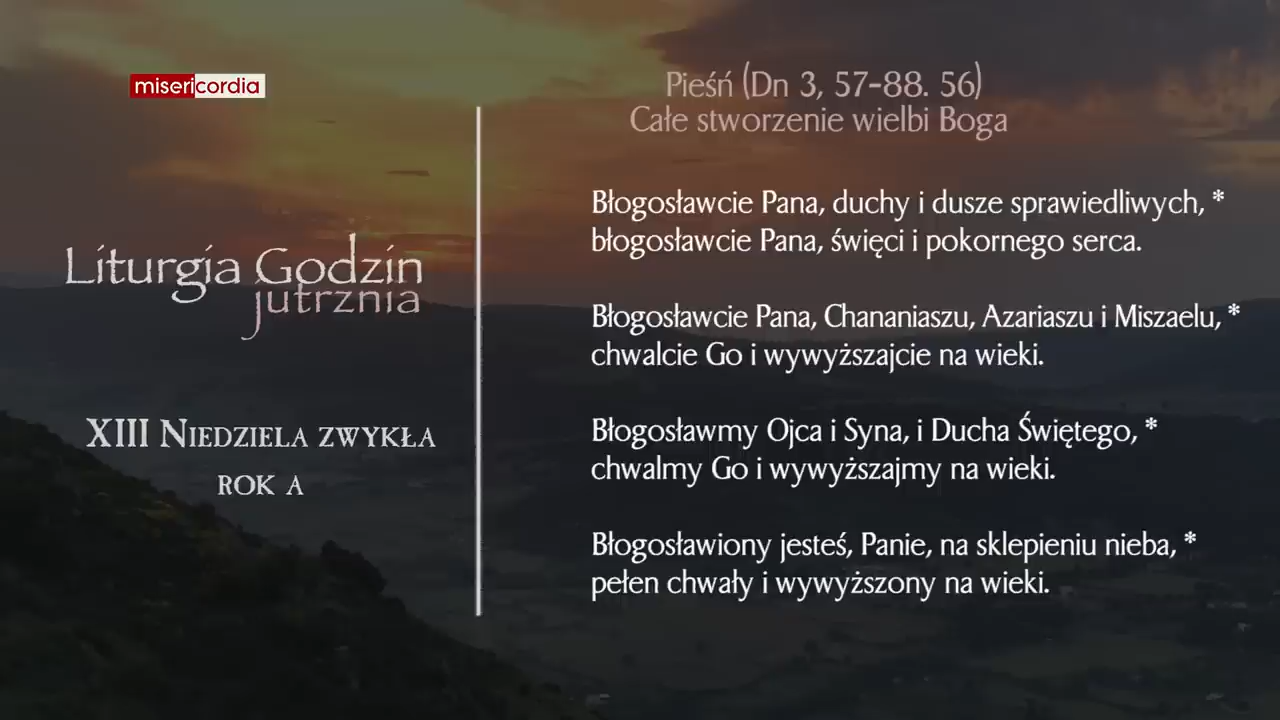 misericordia
Liturgia Godzin
jutrznia
XIII Niedziela zwykła
rok A
Pieśń (Dn 3, 57-88. 56)
Całe stworzenie wielbi Boga
Błogosławcie Pana, duchy i dusze sprawiedliwych, *
błogosławcie Pana, święci i pokornego serca.
Błogosławcie Pana, Chananiaszu, Azariaszu i Miszaelu, *
chwalcie Go i wywyższajcie na wieki.
Błogosławmy Ojca i Syna, i Ducha Świętego, *
chwalmy Go i wywyższajmy na wieki.
Błogosławiony jesteś, Panie, na sklepieniu nieba, *
pełen chwały i wywyższony na wieki.